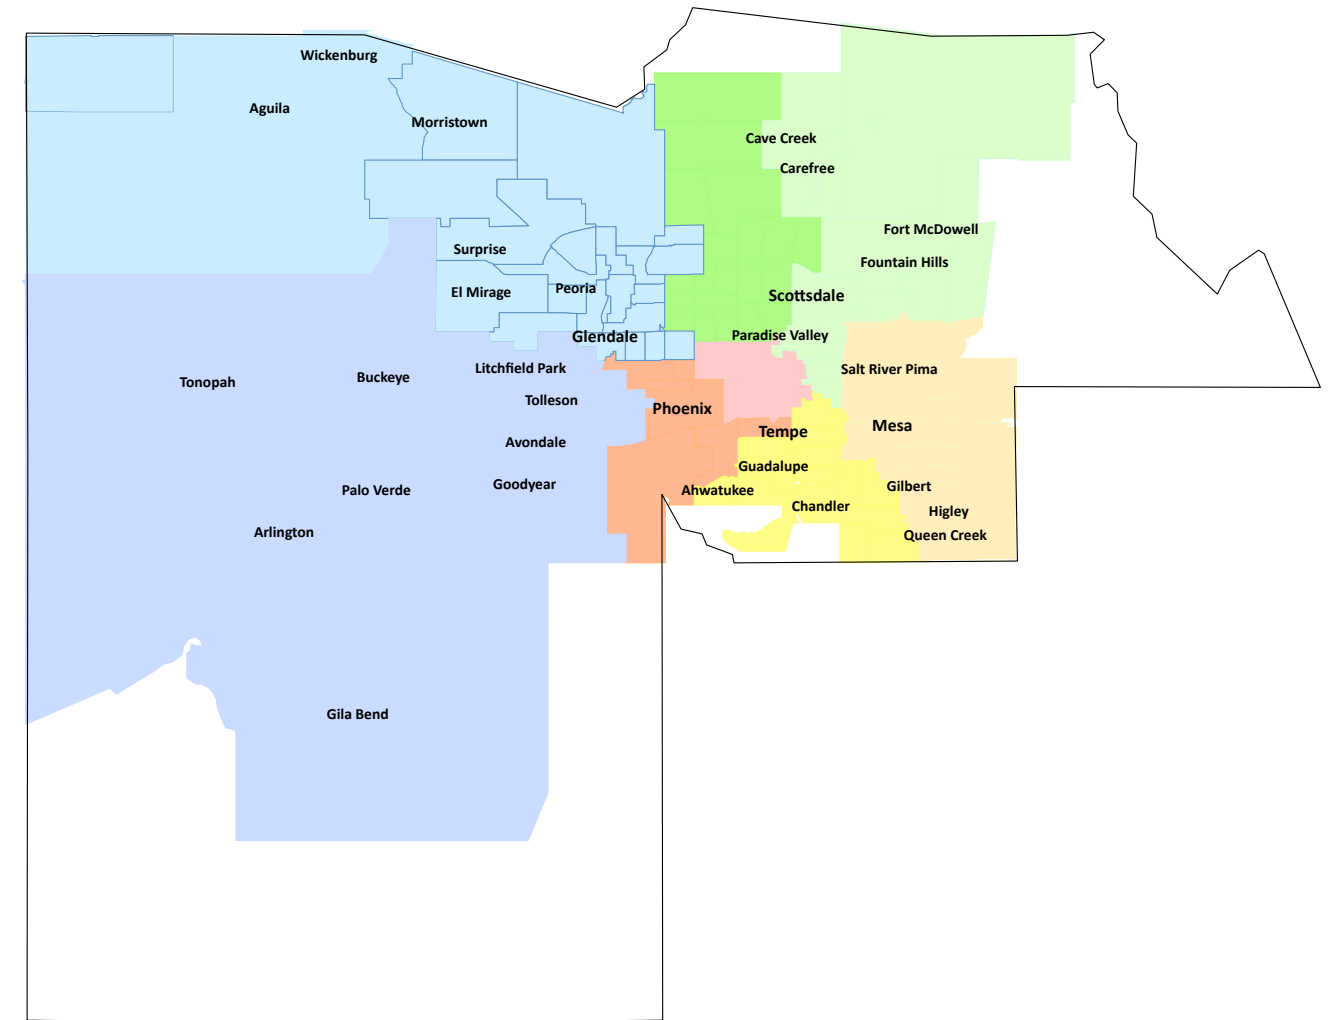 Wickenburg
Aguila
Morristown
Cave Creek
Carefree
Fort McDowell
Surprise
Fountain Hills
El Mirage
Peoria
Scottsdale
Glendale
Paradise Valley
Litchfield Park
Salt River Pima
Tonopah
Buckeye
Tolleson
Phoenix
Mesa
Tempe
Avondale
Guadalupe
Goodyear
Gilbert
Palo Verde
Ahwatukee
Chandler
Higley
Arlington
Queen Creek
Gila Bend